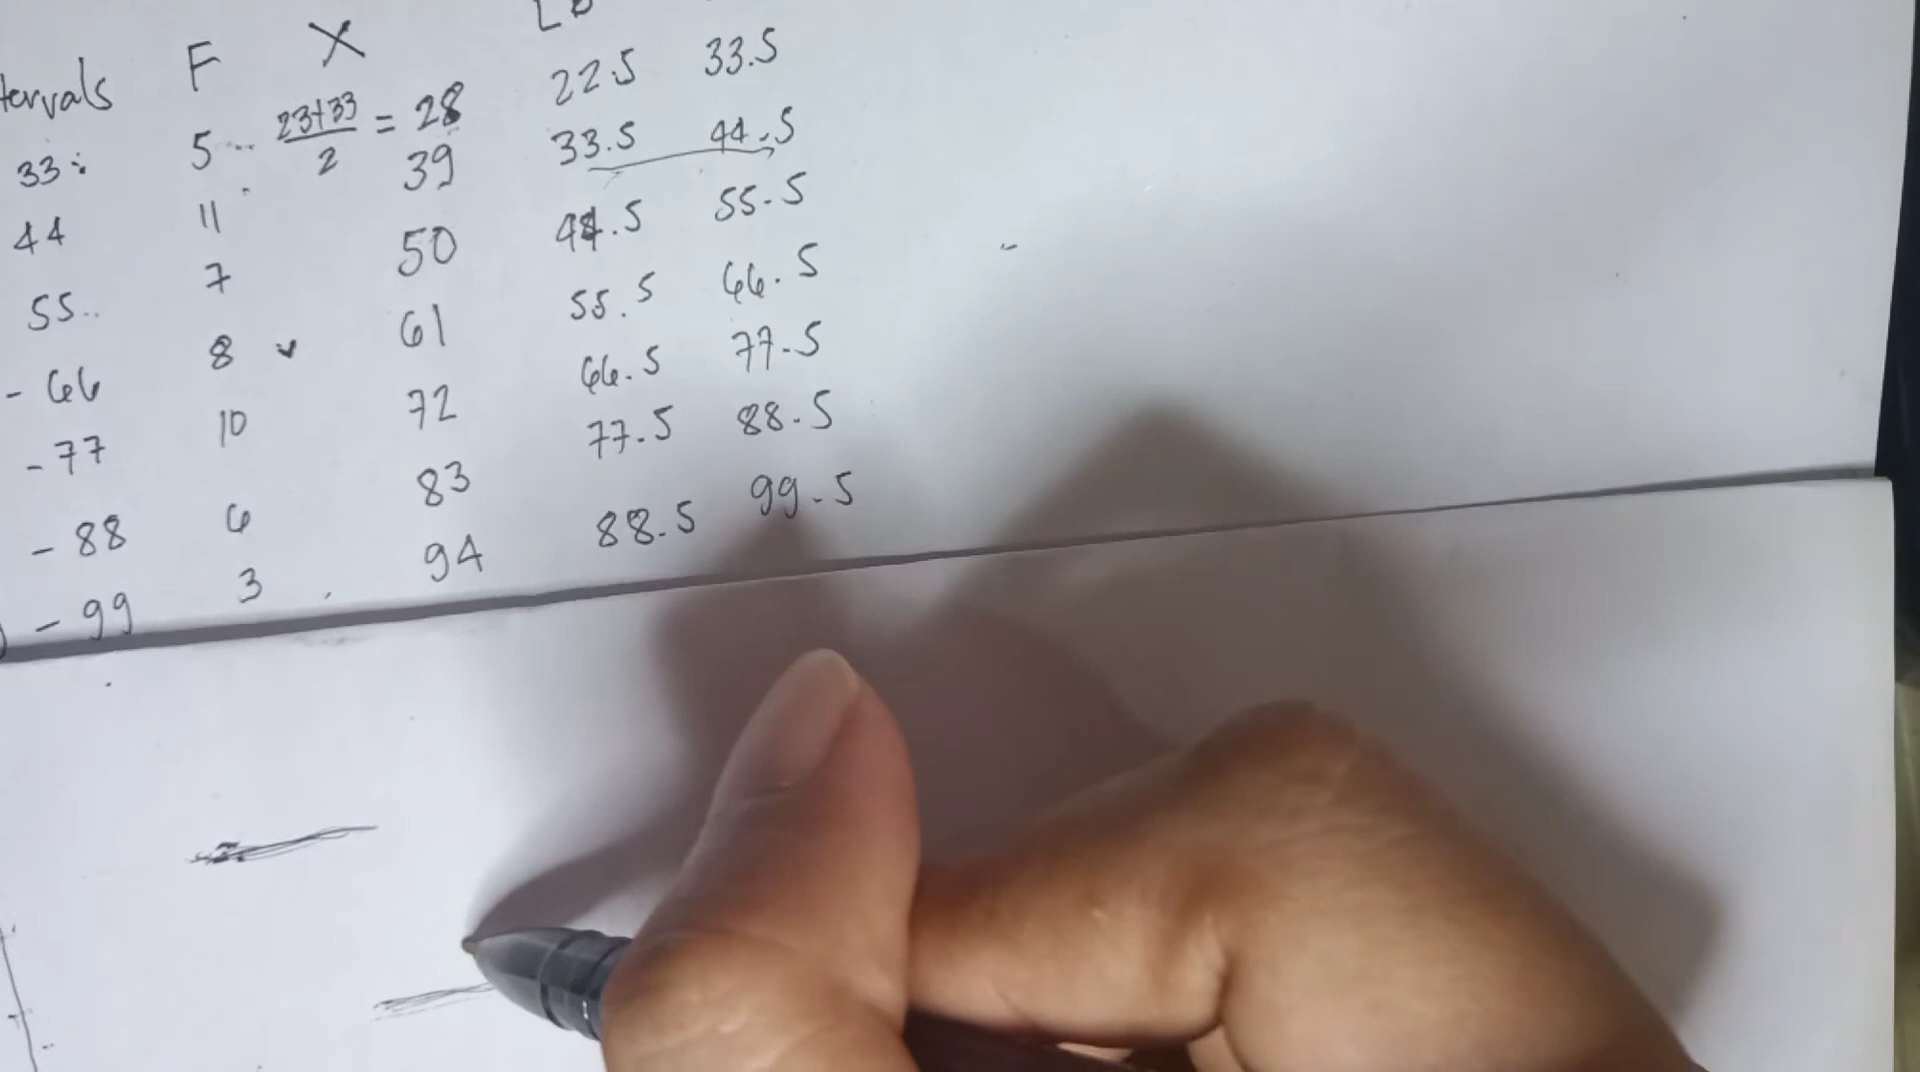 tervals F X
33 5 23+33/2 = 28 22.5 33.5
44 11 39 33.5 44.5
55 7 50 44.5 55.5
- 66 8 61 55.5 66.5
- 77 10 72 66.5 77.5
- 88 6 83 77.5 88.5
- 99 3 94 88.5 99.5